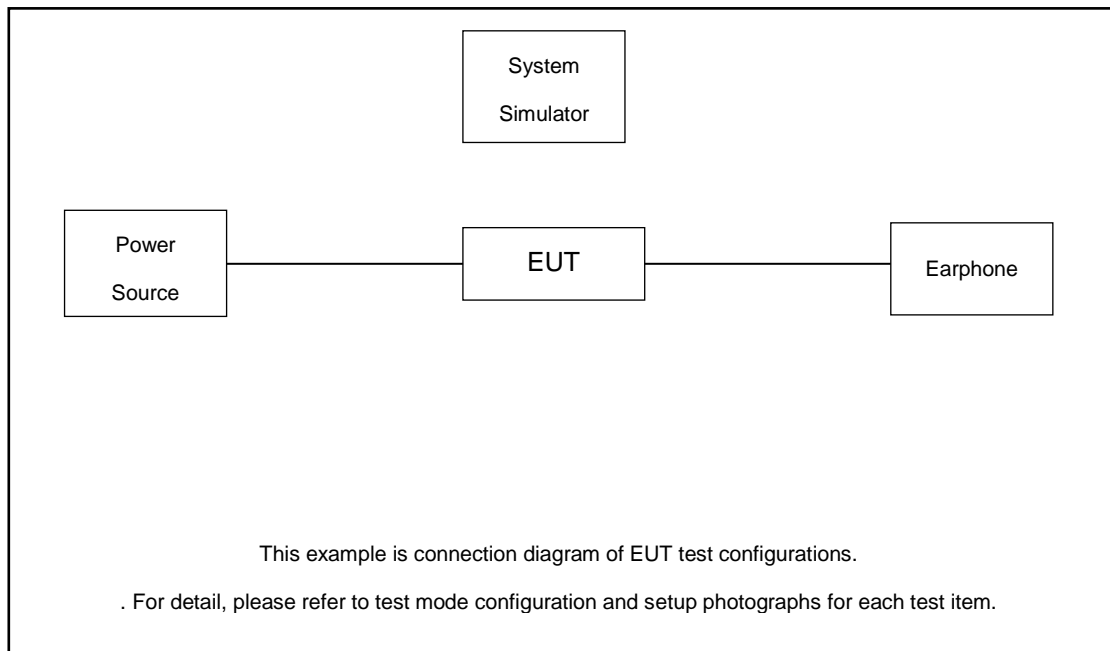 System
Simulator
Power
Source
EUT
Earphone
This example is connection diagram of EUT test configurations.
. For detail, please refer to test mode configuration and setup photographs for each test item.